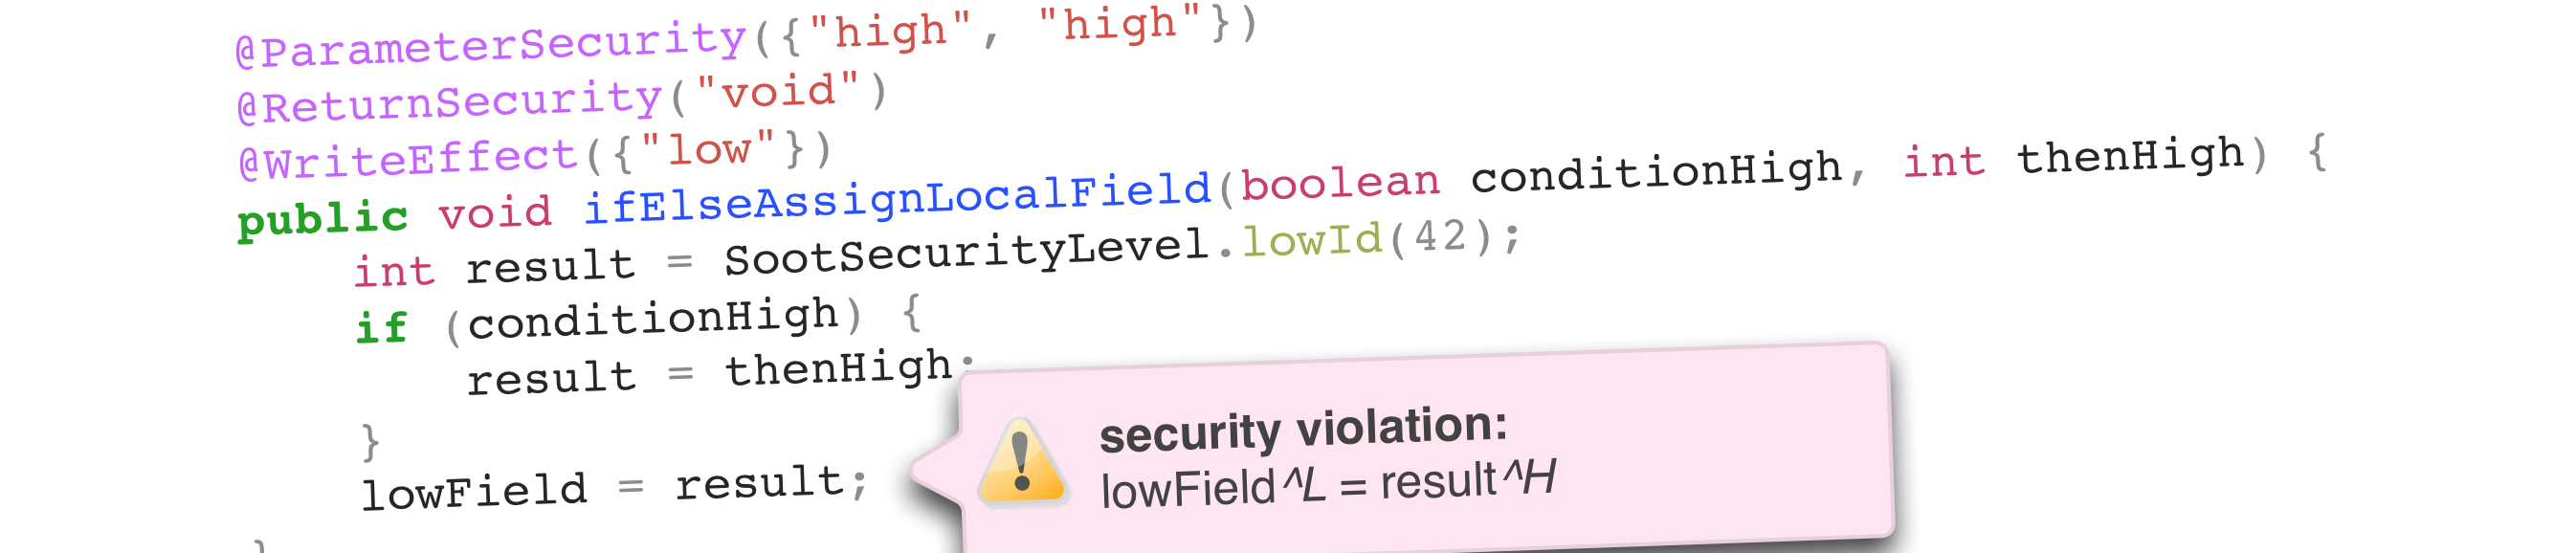 @ParameterSecurity({"high", "high"})
@ReturnSecurity("void")
@WriteEffect({"low"})
public void ifElseAssignLocalField(boolean conditionHigh, int thenHigh) {
int result = SootSecurityLevel.lowId(42);
if (conditionHigh) {
result = thenHigh;
}
lowField = result;
security violation:
lowField^L = result^H
}